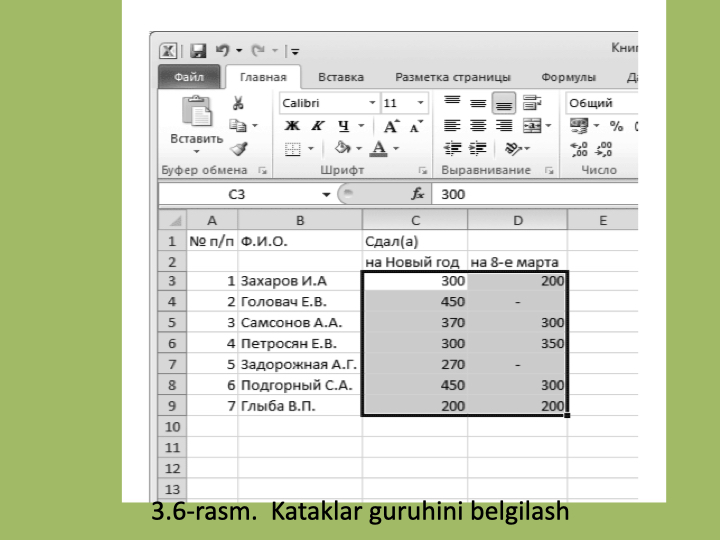 Книг
Файл Главная Вставка Разметка страницы Формулы Да
Calibri 11 Общий
Вставить Ж К Ч А А %
Буфер обмена Шрифт Выравнивание Число
C3 fx 300
A B C D E
1 № п/п Ф.И.О. Сдал(а)
2 на Новый год на 8-е марта
3 1 Захаров И.А 300 200
4 2 Головач Е.В. 450 -
5 3 Самсонов А.А. 370 300
6 4 Петросян Е.В. 300 350
7 5 Задорожная А.Г. 270 -
8 6 Подгорный С.А. 450 300
9 7 Глыба В.П. 200 200
10
11
12
13
3.6-rasm. Kataklar guruhini belgilash